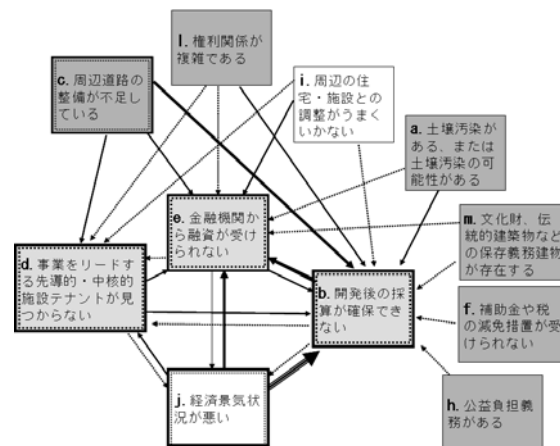 l. 権利関係が
複雑である
c. 周辺道路の
整備が不足し
ている
i. 周辺の住
宅・施設との
調整がうまく
いかない
a. 土壌汚染が
ある、または
土壌汚染の可
能性がある
e. 金融機関か
ら融資が受け
られない
m. 文化財、伝
統的建築物など
の保存義務建物
が存在する
d. 事業をリードす
る先導的・中核的
施設テナントが見
つからない
b. 開発後の採
算が確保でき
ない
f. 補助金や税
の減免措置が受
けられない
j. 経済景気状
況が悪い
h. 公益負担義
務がある